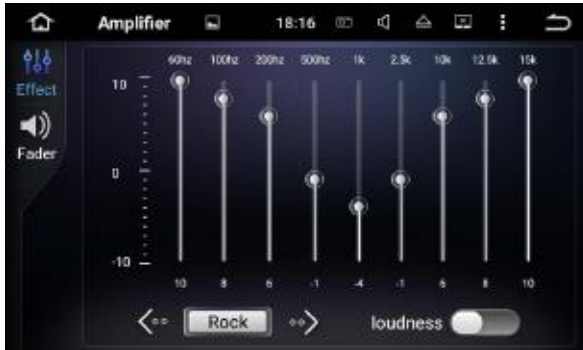 Amplifier 18:16
60hz 100hz 200hz 500hz 1k 2.5k 10k 12.5k 15k
Effect
10
Fader
0
-10
10 8 6 -1 -4 -1 6 8 10
Rock loudness